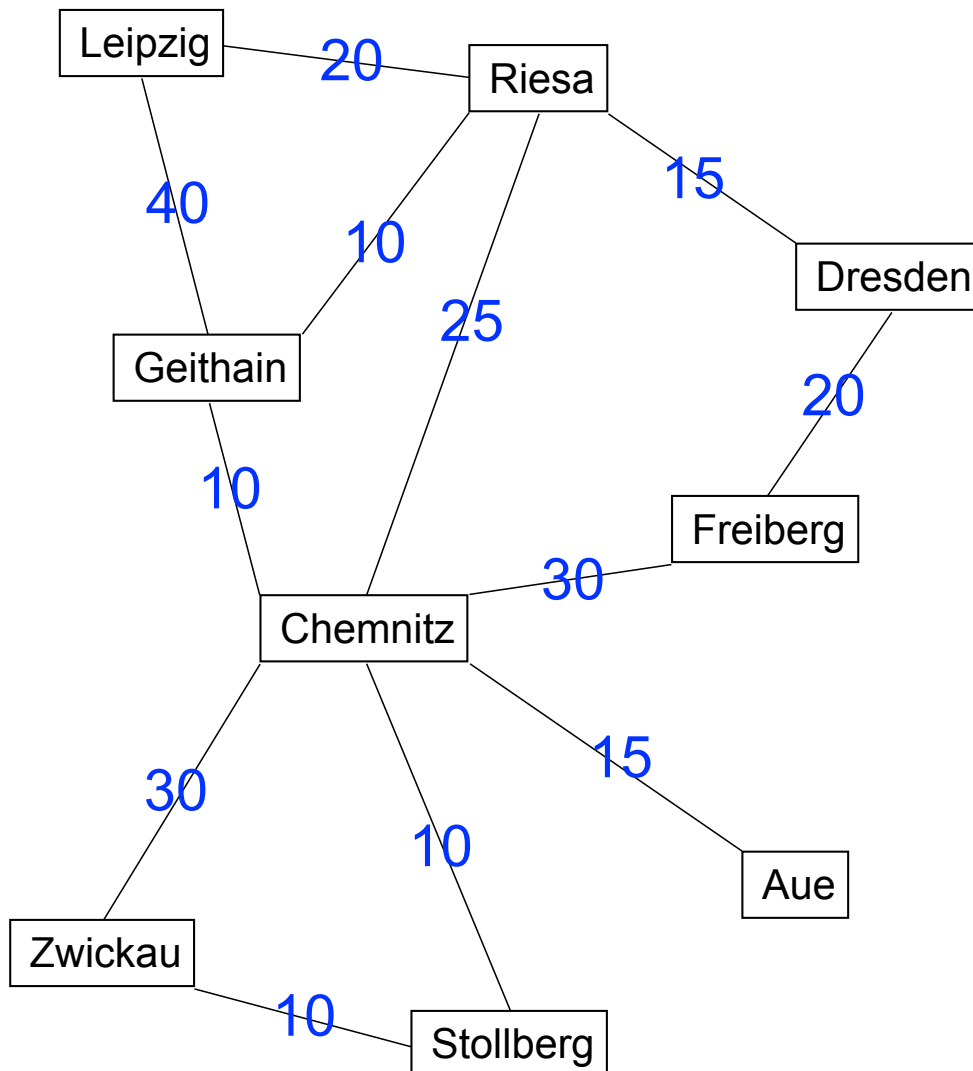 Leipzig
20
Riesa
15
40
10
Dresden
25
Geithain
20
10
Freiberg
30
Chemnitz
15
30
10
Aue
Zwickau
10
Stollberg